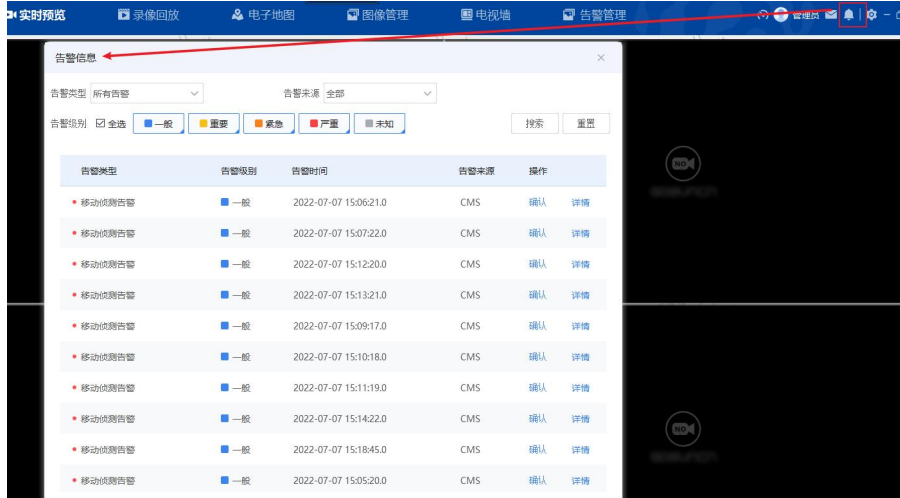 实时预览 录像回放 电子地图 图像管理 电视墙 告警管理 管理员
告警信息
告警类型 所有告警 告警来源 全部
告警级别 全选 一般 重要 紧急 严重 未知 搜索 重置
告警类型 告警级别 告警时间 告警来源 操作
移动侦测告警 一般 2022-07-07 15:06:21.0 CMS 确认 详情
移动侦测告警 一般 2022-07-07 15:07:22.0 CMS 确认 详情
移动侦测告警 一般 2022-07-07 15:12:20.0 CMS 确认 详情
移动侦测告警 一般 2022-07-07 15:13:21.0 CMS 确认 详情
移动侦测告警 一般 2022-07-07 15:09:17.0 CMS 确认 详情
移动侦测告警 一般 2022-07-07 15:10:18.0 CMS 确认 详情
移动侦测告警 一般 2022-07-07 15:11:19.0 CMS 确认 详情
移动侦测告警 一般 2022-07-07 15:14:22.0 CMS 确认 详情
移动侦测告警 一般 2022-07-07 15:18:45.0 CMS 确认 详情
移动侦测告警 一般 2022-07-07 15:05:20.0 CMS 确认 详情
NO
NO